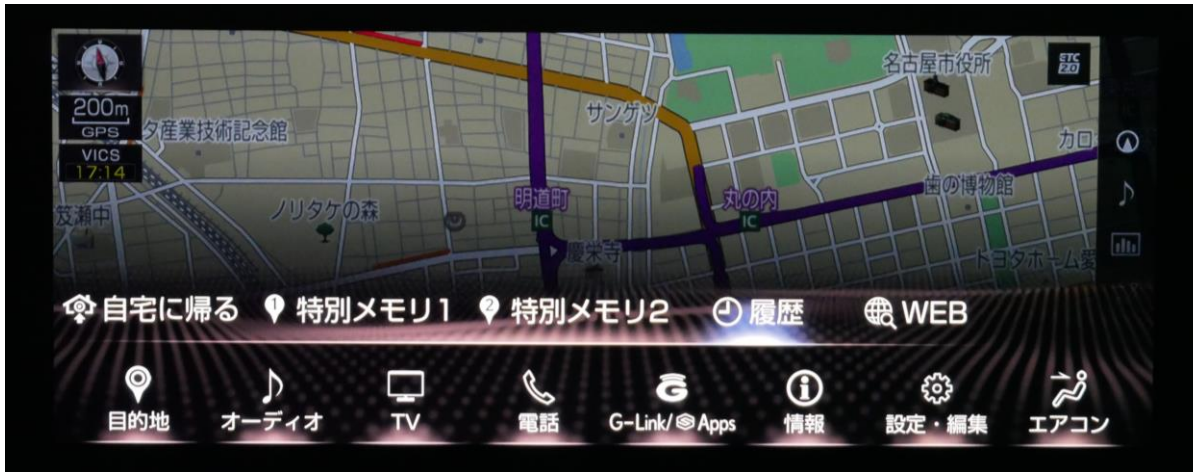 名古屋市役所
ETC 2.0
200m
GPS
サンゲツ
タ産業技術記念館
カロ
VICS
17:14
明道町
IC
丸の内
IC
歯の博物館
笈瀬中
ノリタケの森
慶栄寺
トヨタホーム愛
自宅に帰る
1 特別メモリ1
2 特別メモリ2
履歴
WEB
目的地
オーディオ
TV
電話
G-Link/Apps
情報
設定・編集
エアコン